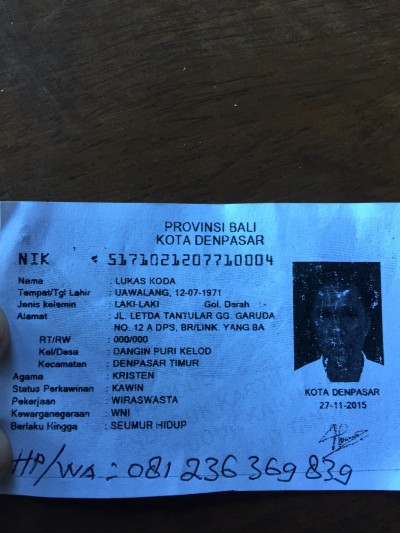 PROVINSI BALI
KOTA DENPASAR
NIK : 5171021207710004
Nama : LUKAS KODA
Tempat/Tgl Lahir : UAWALANG, 12-07-1971
Jenis kelamin : LAKI-LAKI Gol. Darah :-
Alamat : JL. LETDA TANTULAR GG. GARUDA
NO. 12 A DPS, BR/LINK. YANG BA
RT/RW : 000/000
Kel/Desa : DANGIN PURI KELOD
Kecamatan : DENPASAR TIMUR
Agama : KRISTEN
Status Perkawinan : KAWIN
Pekerjaan : WIRASWASTA
Kewarganegaraan : WNI
Berlaku Hingga : SEUMUR HIDUP
KOTA DENPASAR
27-11-2015
HP/WA : 081 236 369 839